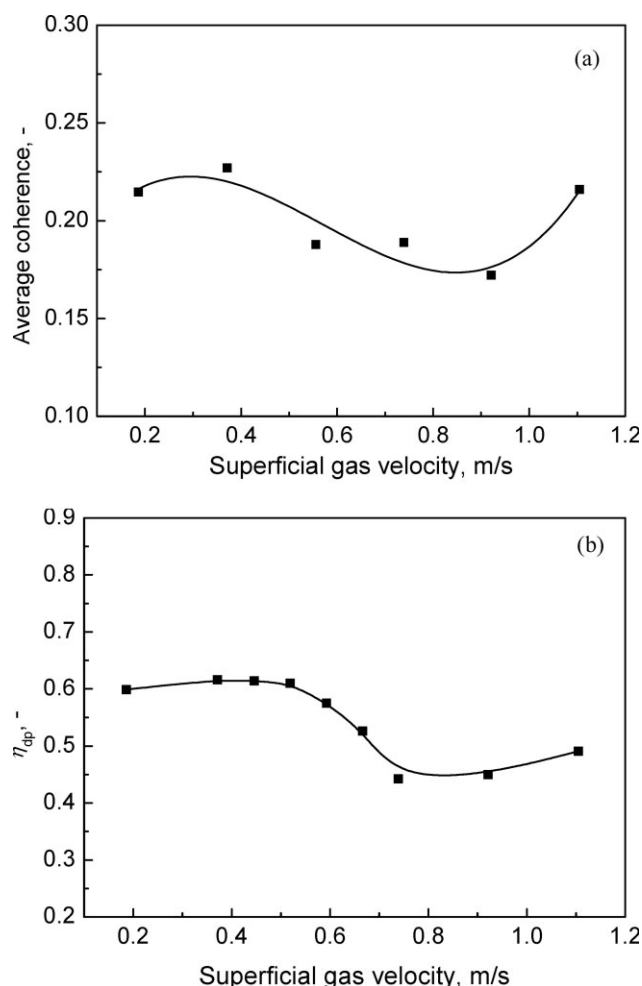 0.30
(a)
0.25
0.20
0.15
0.10
Average coherence, -
0.2 0.4 0.6 0.8 1.0 1.2
Superficial gas velocity, m/s
0.9
(b)
0.8
0.7
0.6
0.5
0.4
0.3
0.2
η_dp, -
0.2 0.4 0.6 0.8 1.0 1.2
Superficial gas velocity, m/s